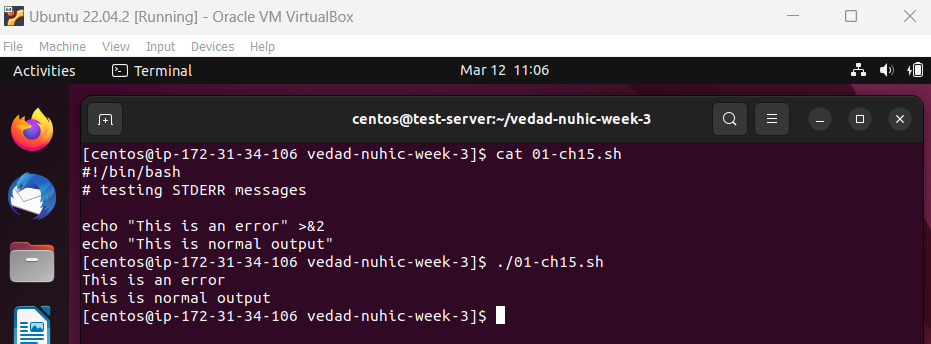 Ubuntu 22.04.2 [Running] - Oracle VM VirtualBox
File Machine View Input Devices Help
Activities Terminal Mar 12 11:06
centos@test-server:~/vedad-nuhic-week-3
[centos@ip-172-31-34-106 vedad-nuhic-week-3]$ cat 01-ch15.sh
#!/bin/bash
# testing STDERR messages

echo "This is an error" >&2
echo "This is normal output"
[centos@ip-172-31-34-106 vedad-nuhic-week-3]$ ./01-ch15.sh
This is an error
This is normal output
[centos@ip-172-31-34-106 vedad-nuhic-week-3]$